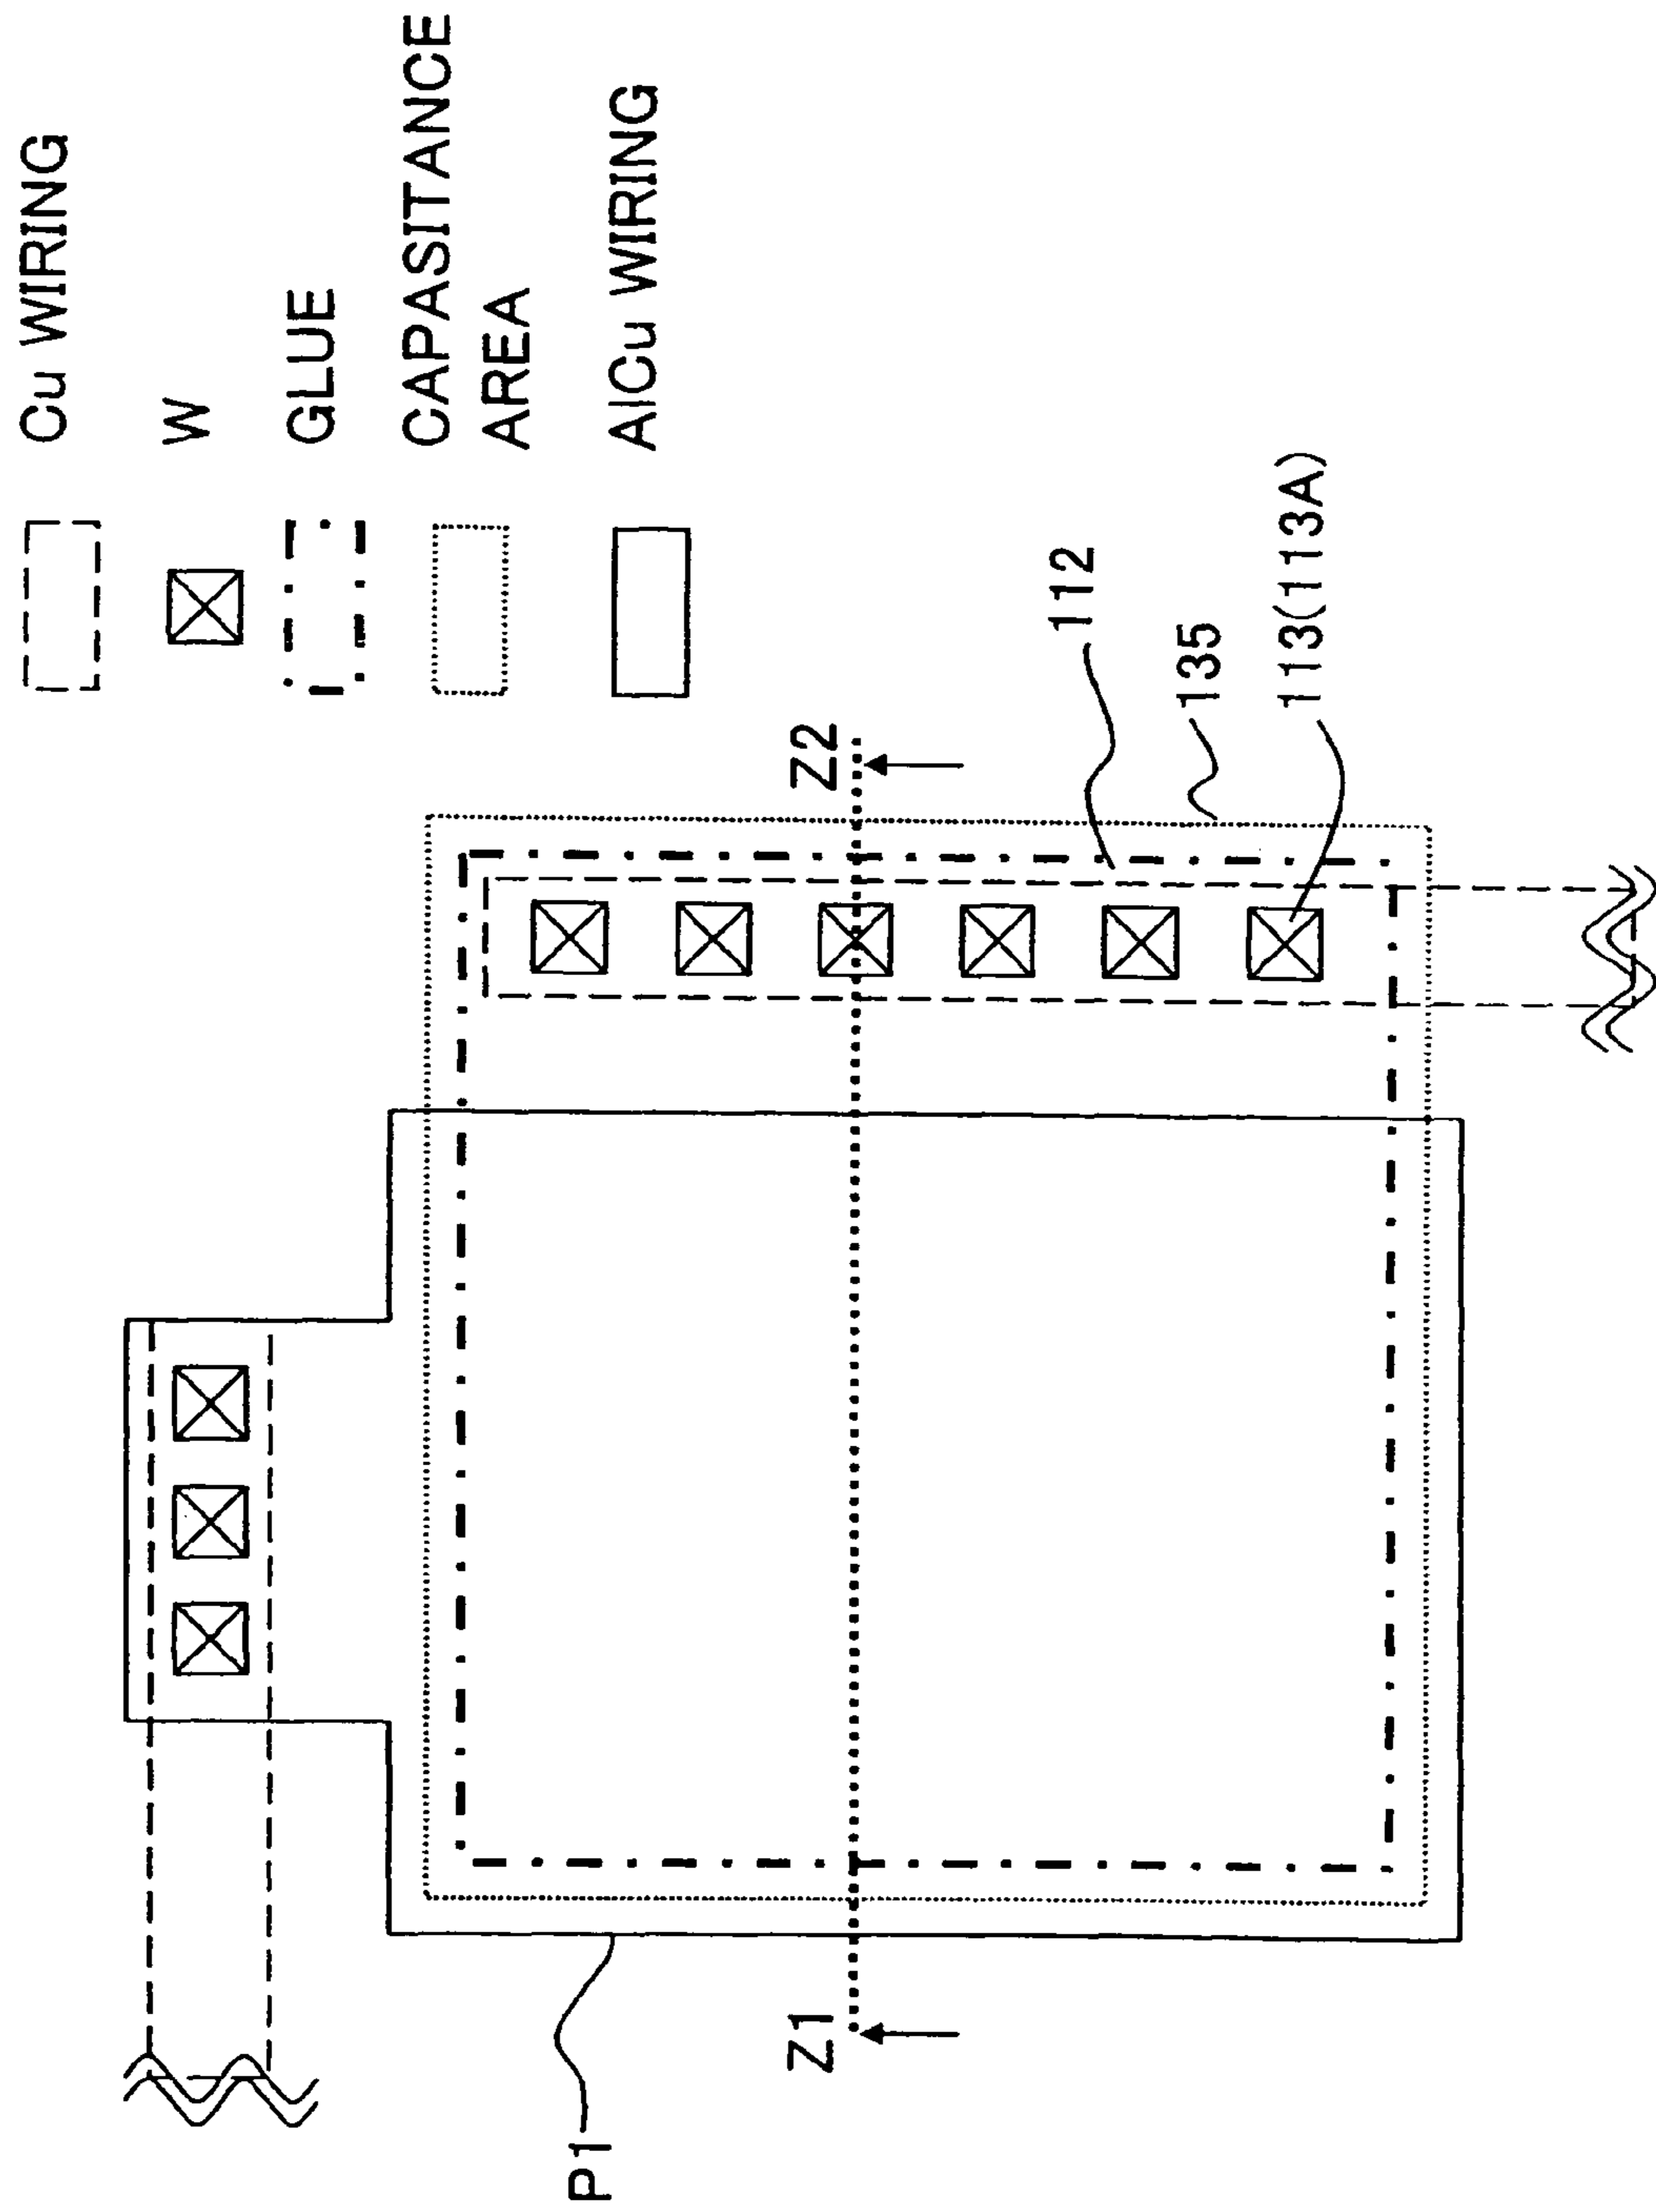 Cu WIRING
W
GLUE
CAPASITANCE
AREA
AlCu WIRING
Z1
Z2
P1
112
135
113(113A)